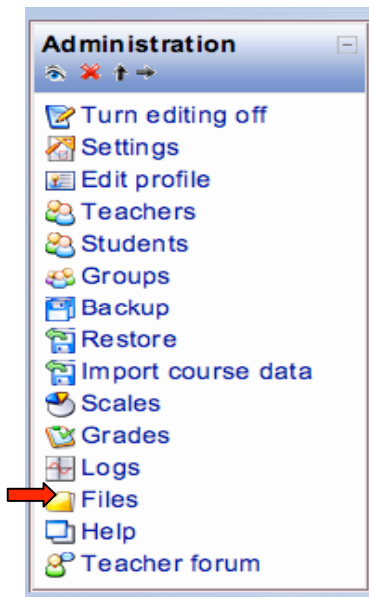 Administration
Turn editing off
Settings
Edit profile
Teachers
Students
Groups
Backup
Restore
Import course data
Scales
Grades
Logs
Files
Help
Teacher forum